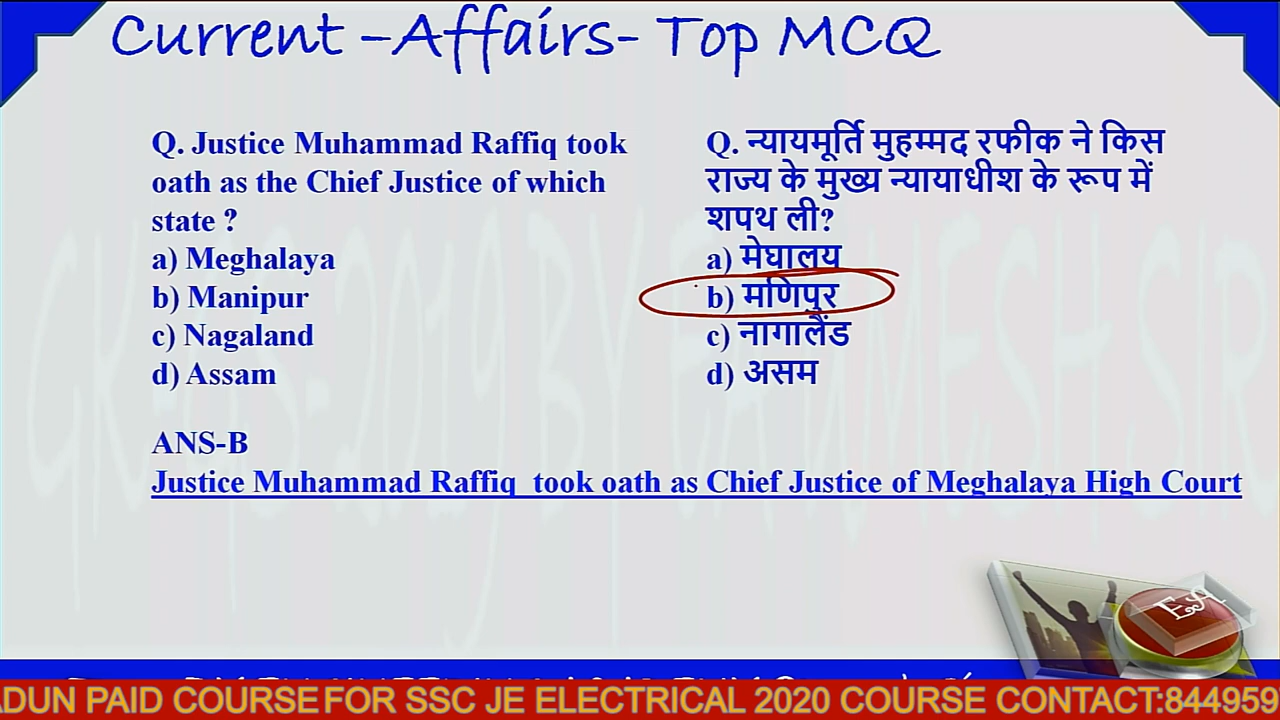 Current -Affairs- Top MCQ
Q. Justice Muhammad Raffiq took
oath as the Chief Justice of which
state ?
a) Meghalaya
b) Manipur
c) Nagaland
d) Assam
ANS-B
Justice Muhammad Raffiq took oath as Chief Justice of Meghalaya High Court
Q. न्यायमूर्ति मुहम्मद रफीक ने किस
राज्य के मुख्य न्यायाधीश के रूप में
शपथ ली?
a) मेघालय
b) मणिपुर
c) नागालैंड
d) असम
EA
ADUN PAID COURSE FOR SSC JE ELECTRICAL 2020 COURSE CONTACT:844959